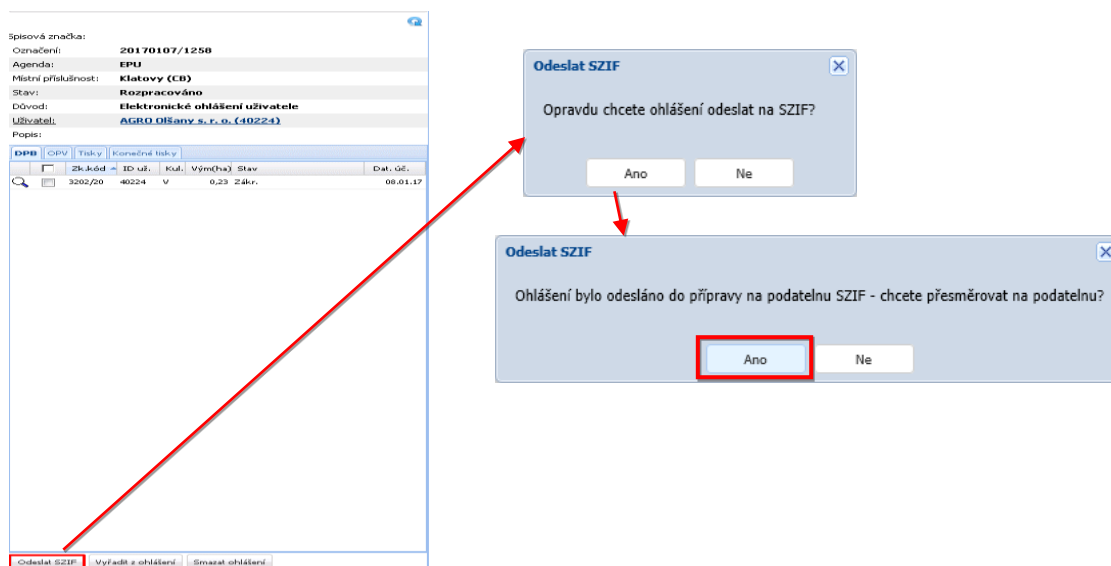 Spisová značka:
Označení: 20170107/1258
Agenda: EPU
Místní příslušnost: Klatovy (CB)
Stav: Rozpracováno
Důvod: Elektronické ohlášení uživatele
Uživatel: AGRO Olšany s. r. o. (40224)
Popis:
DPB OPV Tisky Konečné tisky
Zk.kód ID už. Kul. Vým(ha) Stav Dat. úč.
3202/20 40224 V 0,23 Zákr. 08.01.17
Odeslat SZIF Vyřadit z ohlášení Smazat ohlášení
Odeslat SZIF
Opravdu chcete ohlášení odeslat na SZIF?
Ano Ne
Odeslat SZIF
Ohlášení bylo odesláno do přípravy na podatelnu SZIF - chcete přesměrovat na podatelnu?
Ano Ne